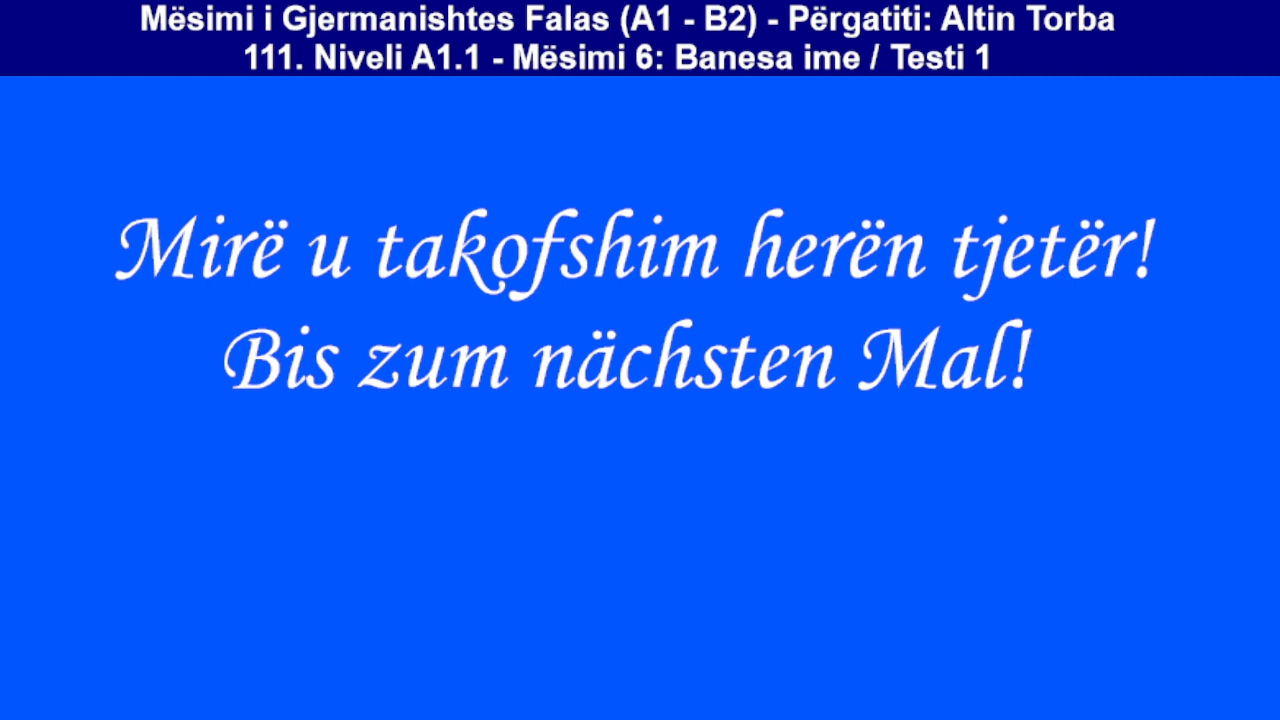 Mësimi i Gjermanishtes Falas (A1 - B2) - Përgatiti: Altin Torba
111. Niveli A1.1 - Mësimi 6: Banesa ime / Testi 1
Mirë u takofshim herën tjetër!
Bis zum nächsten Mal!